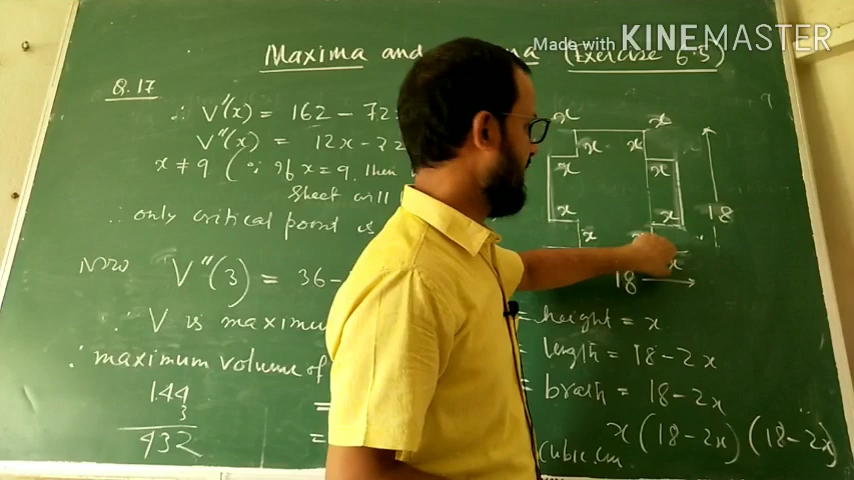 Made with KINEMASTER
Maxima and (Exercise 6.5)
Q.17
∴ V'(x) = 162 - 72
V''(x) = 12x - 72
x ≠ 9 (∵ if x = 9, then
sheet will
∴ only critical point is
Now V''(3) = 36 -
∴ V is maximu
∴ maximum volume of
144
3
432
=
=
x x
x x x
x
x x
x
x
18
18
= height = x
= length = 18 - 2x
= breath = 18 - 2x
x (18 - 2x) (18 - 2x)
cubic.cm